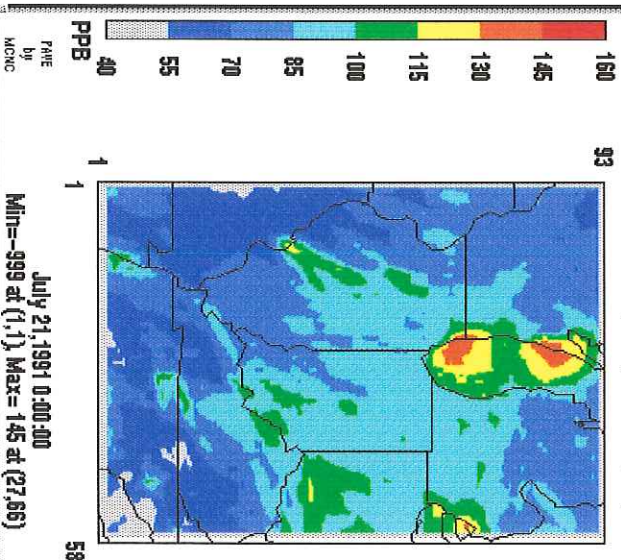 a
PPB
40
55
70
85
100
115
130
145
160
PAVE
by
MCNC
93
1
1
58
July 21,1991 0:00:00
Min=-999 at (1,1), Max= 145 at (27,66)